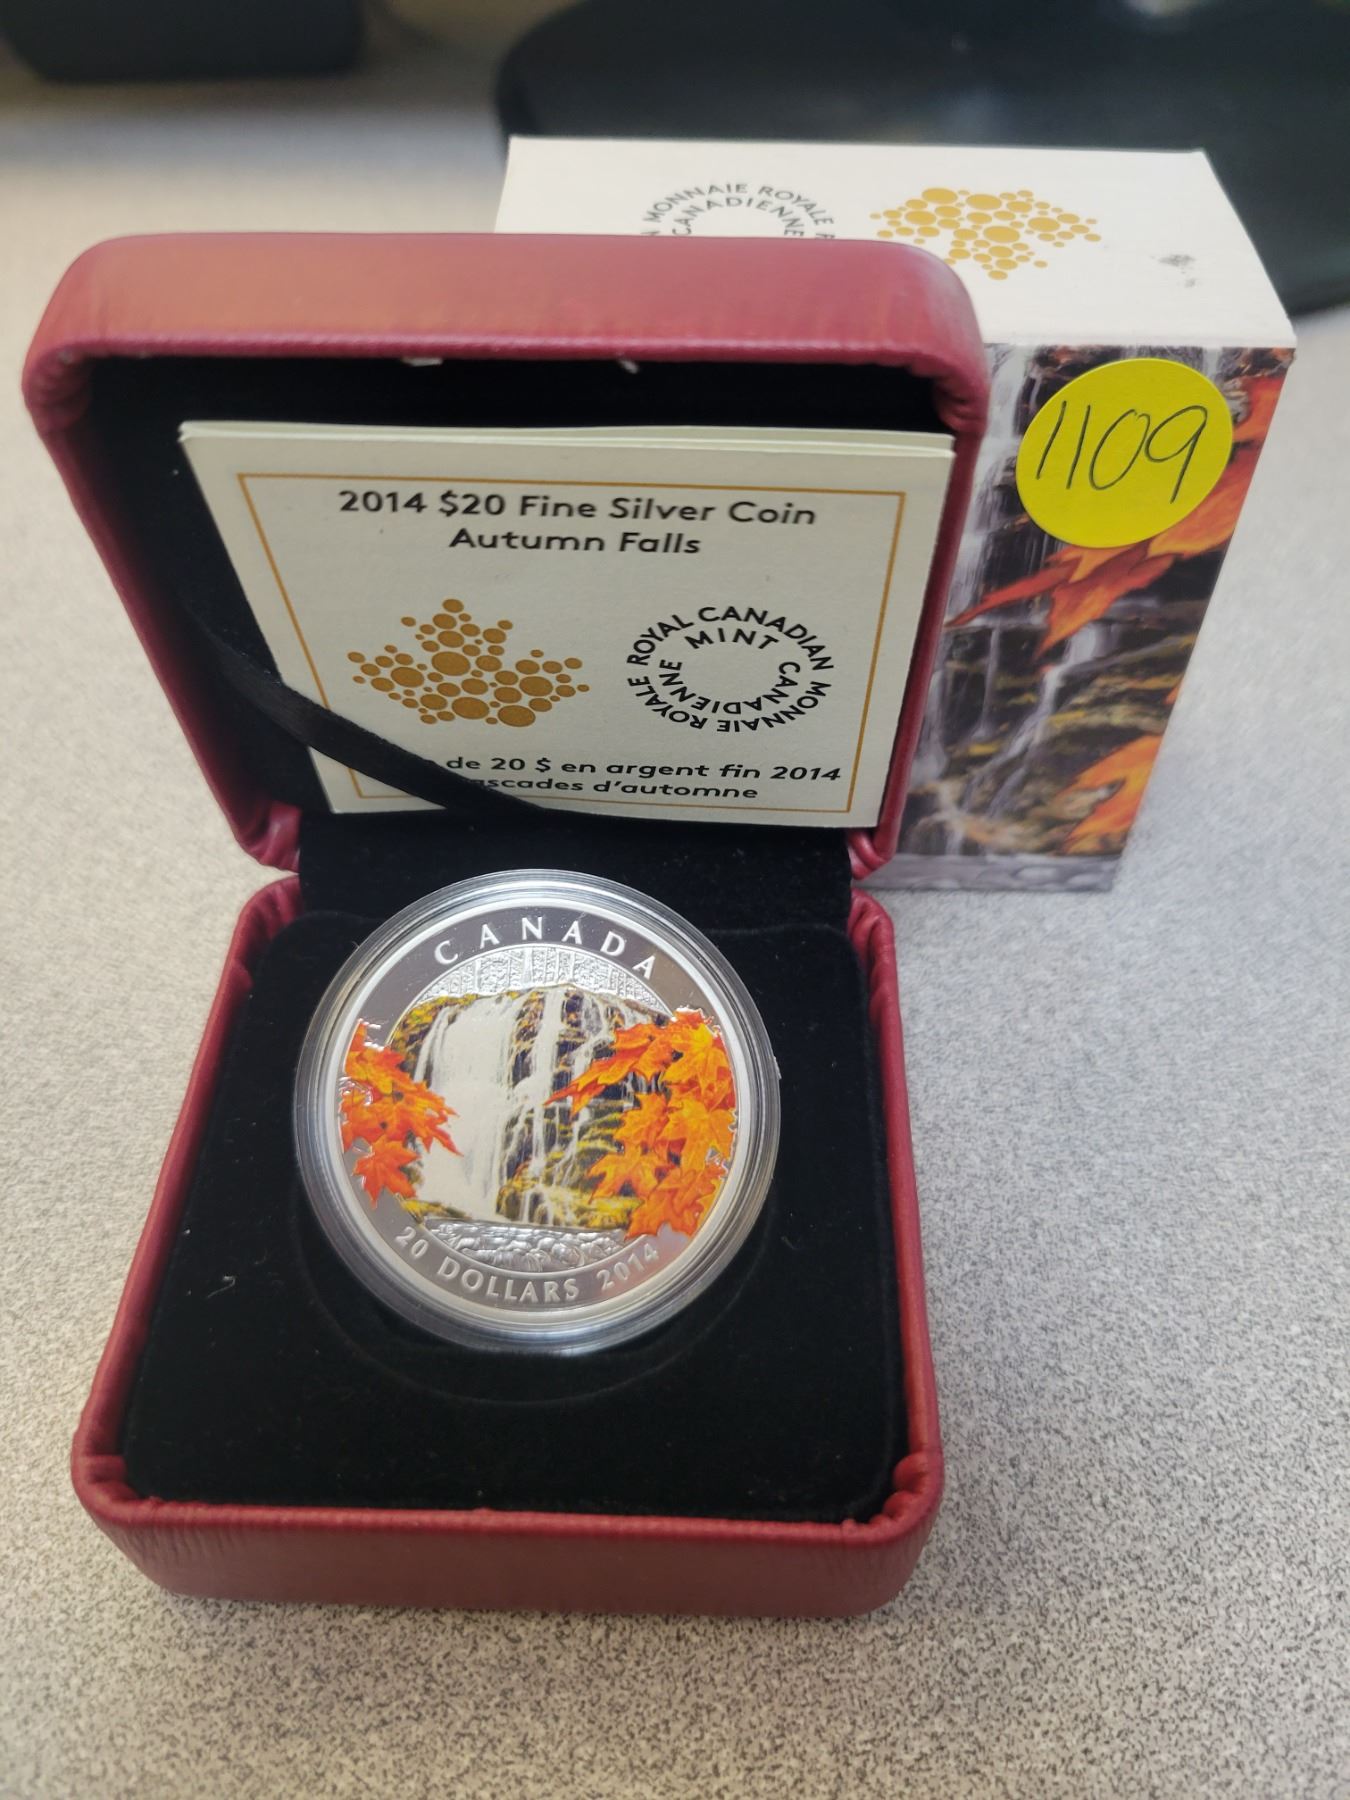 MONNAIE ROYALE
CANADIENNE
1109
2014 $20 Fine Silver Coin
Autumn Falls
ROYAL CANADIAN MINT
MONNAIE ROYALE CANADIENNE
de 20 $ en argent fin 2014
d'automne
CANADA
20 DOLLARS 2014